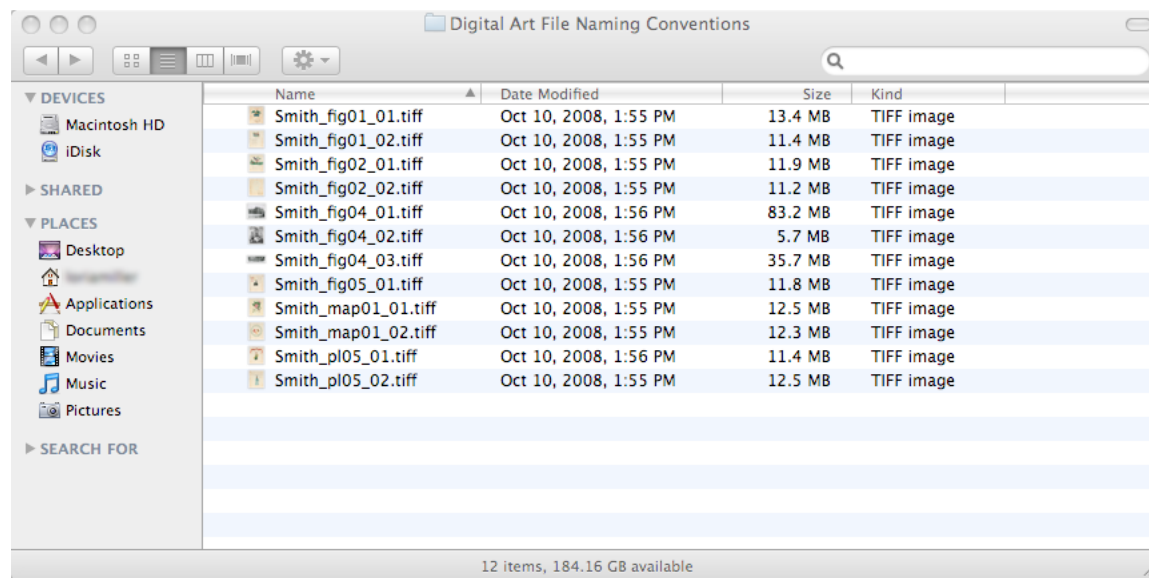 Digital Art File Naming Conventions
DEVICES
Macintosh HD
iDisk
SHARED
PLACES
Desktop
Applications
Documents
Movies
Music
Pictures
SEARCH FOR
Name Date Modified Size Kind
Smith_fig01_01.tiff Oct 10, 2008, 1:55 PM 13.4 MB TIFF image
Smith_fig01_02.tiff Oct 10, 2008, 1:55 PM 11.4 MB TIFF image
Smith_fig02_01.tiff Oct 10, 2008, 1:55 PM 11.9 MB TIFF image
Smith_fig02_02.tiff Oct 10, 2008, 1:55 PM 11.2 MB TIFF image
Smith_fig04_01.tiff Oct 10, 2008, 1:56 PM 83.2 MB TIFF image
Smith_fig04_02.tiff Oct 10, 2008, 1:56 PM 5.7 MB TIFF image
Smith_fig04_03.tiff Oct 10, 2008, 1:56 PM 35.7 MB TIFF image
Smith_fig05_01.tiff Oct 10, 2008, 1:55 PM 11.8 MB TIFF image
Smith_map01_01.tiff Oct 10, 2008, 1:55 PM 12.5 MB TIFF image
Smith_map01_02.tiff Oct 10, 2008, 1:55 PM 12.3 MB TIFF image
Smith_pl05_01.tiff Oct 10, 2008, 1:56 PM 11.4 MB TIFF image
Smith_pl05_02.tiff Oct 10, 2008, 1:55 PM 12.5 MB TIFF image
12 items, 184.16 GB available